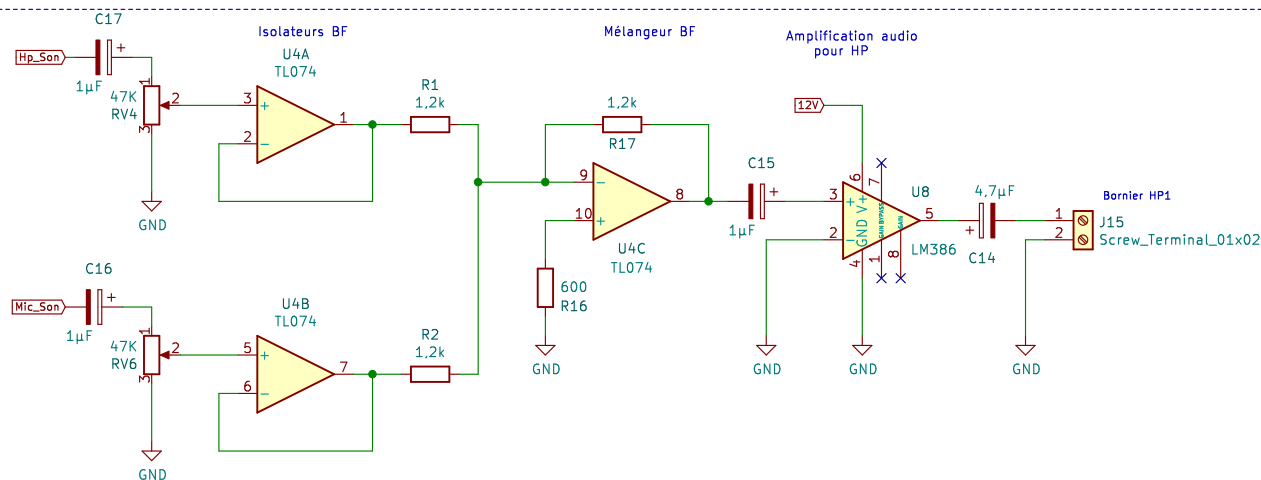 C17
Isolateurs BF
Mélangeur BF
Amplification audio
pour HP
Hp_Son
+
1µF
1
47K
RV4
2
3
GND
U4A
TL074
3
+
2
−
1
R1
1,2k
1,2k
R17
9
−
10
+
8
U4C
TL074
600
R16
GND
12V
C15
+
1µF
3
+
2
−
6
7
V+
GND
GAIN
BYPASS
GAIN
4
1
8
5
U8
LM386
GND
GND
4.7µF
+
C14
Bornier HP1
1
2
J15
Screw_Terminal_01x02
GND
C16
Mic_Son
+
1µF
1
47K
RV6
2
3
GND
U4B
TL074
5
+
6
−
7
R2
1,2k